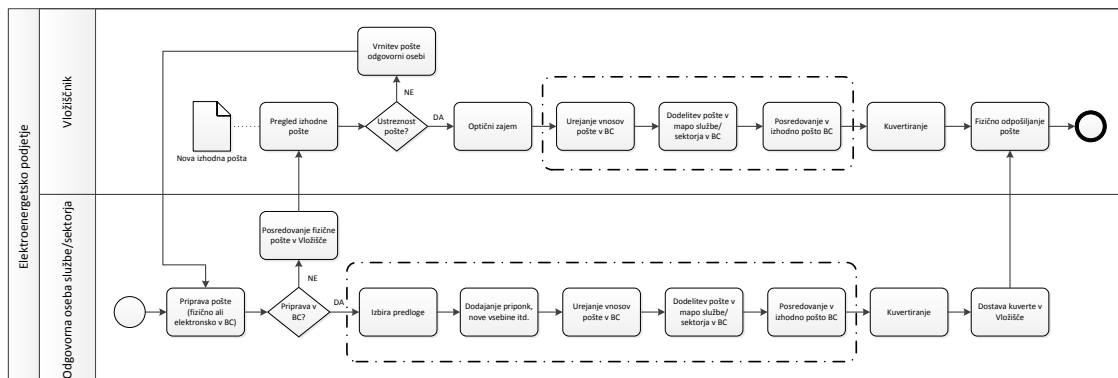 Elektroenergetsko podjetje
Vložiščnik
Vrnitev pošte
odgovorni osebi
NE
Nova izhodna pošta
Pregled izhodne
pošte
Ustreznost
pošte?
DA
Optični zajem
Urejanje vnosov
pošte v BC
Dodelitev pošte v
mapo službe/
sektorja v BC
Posredovanje v
izhodno pošto BC
Kuvertiranje
Fizično odpošiljanje
pošte
Odgovorna oseba službe/sektorja
Posredovanje fizične
pošte v Vložišče
NE
Priprava pošte
(fizično ali
elektronsko v BC)
Priprava v
BC?
DA
Izbira predloge
Dodajanje priponk,
nove vsebine itd.
Urejanje vnosov
pošte v BC
Dodelitev pošte v
mapo službe/
sektorja v BC
Posredovanje v
izhodno pošto BC
Kuvertiranje
Dostava kuverte v
Vložišče